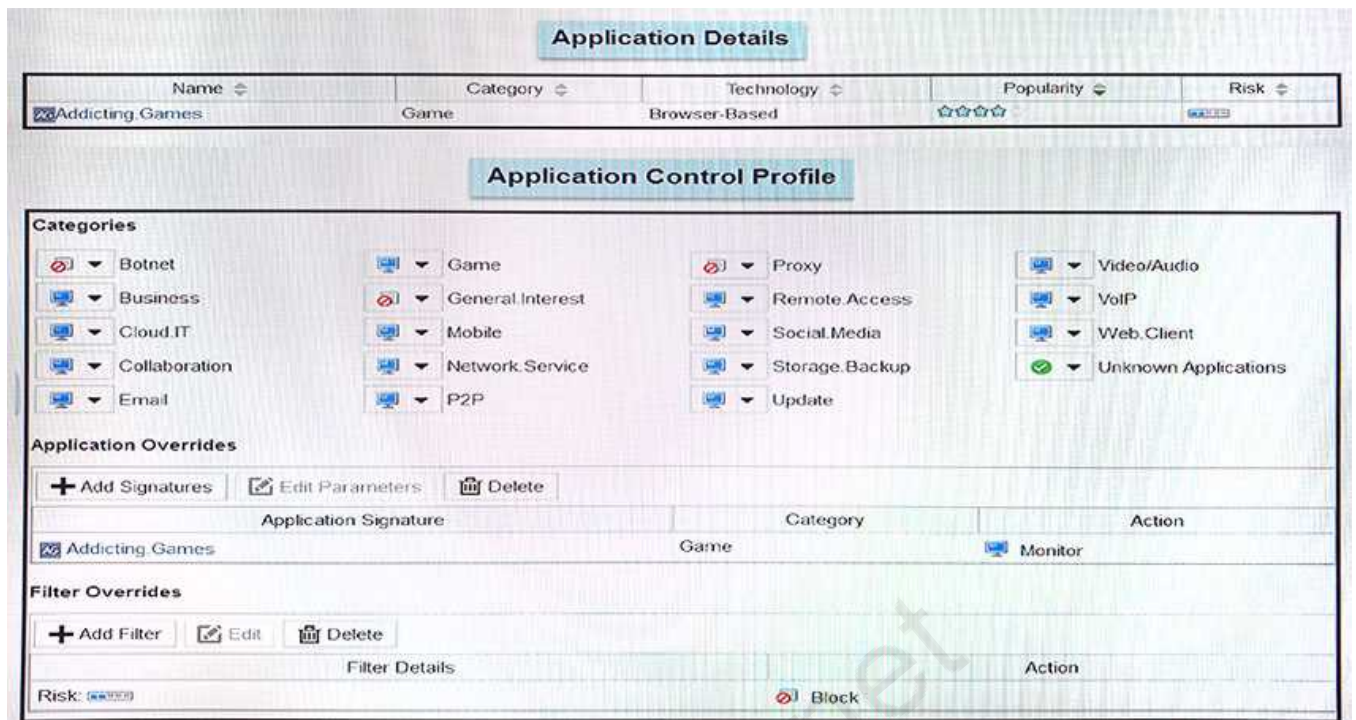 Application Details
Name Category Technology Popularity Risk
Addicting.Games Game Browser-Based
Application Control Profile
Categories
Botnet Game Proxy Video/Audio
Business General.Interest Remote.Access VoIP
Cloud.IT Mobile Social.Media Web.Client
Collaboration Network.Service Storage.Backup Unknown Applications
Email P2P Update
Application Overrides
Add Signatures Edit Parameters Delete
Application Signature Category Action
Addicting.Games Game Monitor
Filter Overrides
Add Filter Edit Delete
Filter Details Action
Risk: Block